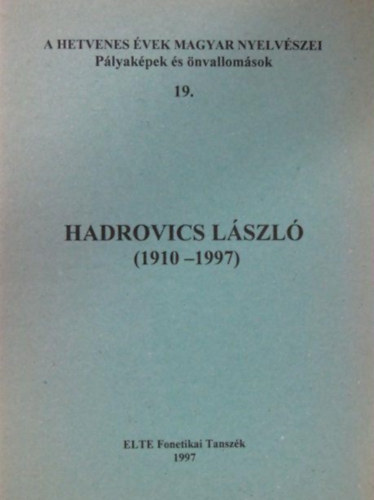 A HETVENES ÉVEK MAGYAR NYELVÉSZEI
Pályaképek és önvallomások
19.
HADROVICS LÁSZLÓ
(1910 –1997)
ELTE Fonetikai Tanszék
1997